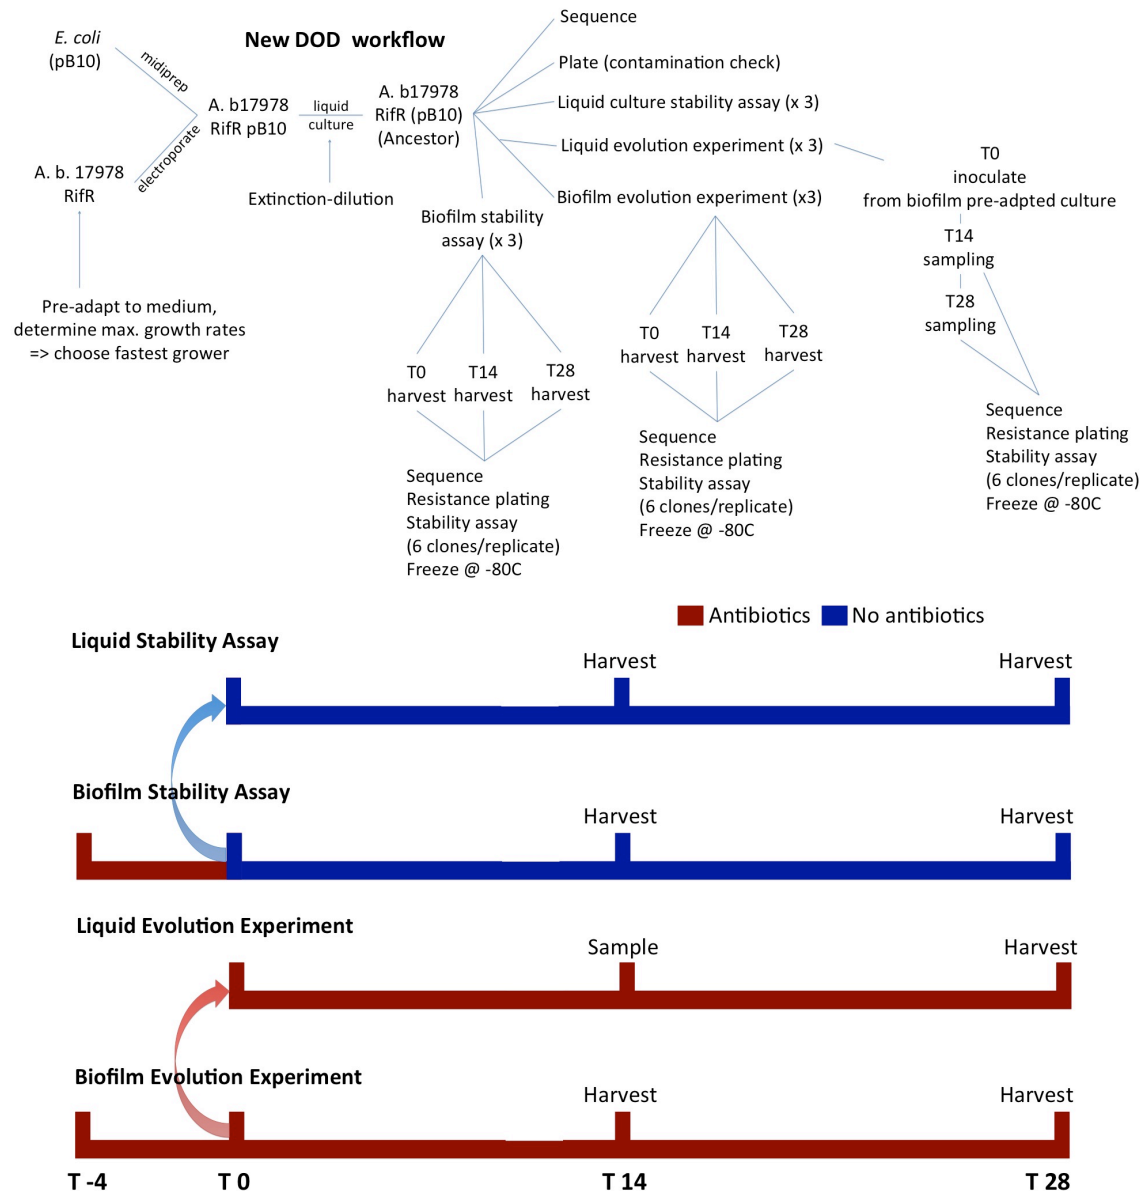 New DOD workflow
E. coli
(pB10)
midiprep
A. b. 17978
RifR
electroporate
Pre-adapt to medium,
determine max. growth rates
=> choose fastest grower
A. b17978
RifR pB10
liquid
culture
Extinction-dilution
A. b17978
RifR (pB10)
(Ancestor)
Sequence
Plate (contamination check)
Liquid culture stability assay (x 3)
Liquid evolution experiment (x 3)
Biofilm evolution experiment (x3)
Biofilm stability
assay (x 3)
T0
harvest
T14
harvest
T28
harvest
Sequence
Resistance plating
Stability assay
(6 clones/replicate)
Freeze @ -80C
T0
harvest
T14
harvest
T28
harvest
Sequence
Resistance plating
Stability assay
(6 clones/replicate)
Freeze @ -80C
T0
inoculate
from biofilm pre-adpted culture
T14
sampling
T28
sampling
Sequence
Resistance plating
Stability assay
(6 clones/replicate)
Freeze @ -80C
Antibiotics
No antibiotics
Liquid Stability Assay
Harvest
Harvest
Biofilm Stability Assay
Harvest
Harvest
Liquid Evolution Experiment
Sample
Harvest
Biofilm Evolution Experiment
Harvest
Harvest
T -4
T 0
T 14
T 28